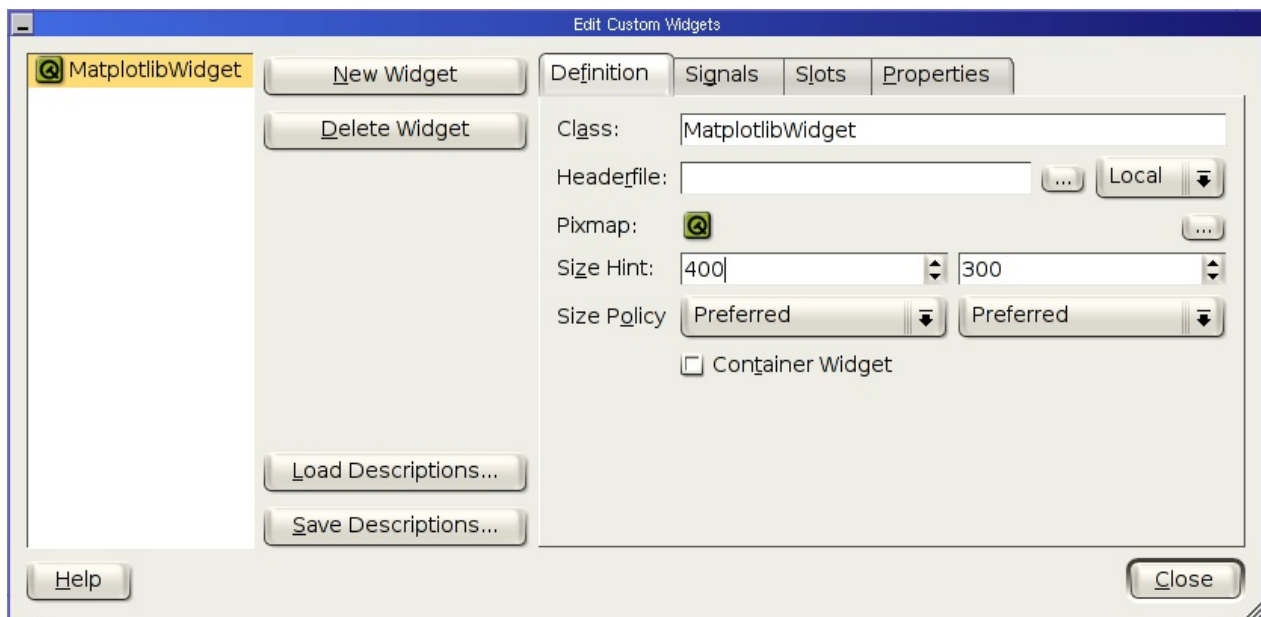 Edit Custom Widgets
MatplotlibWidget
New Widget
Delete Widget
Load Descriptions...
Save Descriptions...
Definition Signals Slots Properties
Class: MatplotlibWidget
Headerfile: ... Local
Pixmap: ...
Size Hint: 400 300
Size Policy Preferred Preferred
Container Widget
Help Close